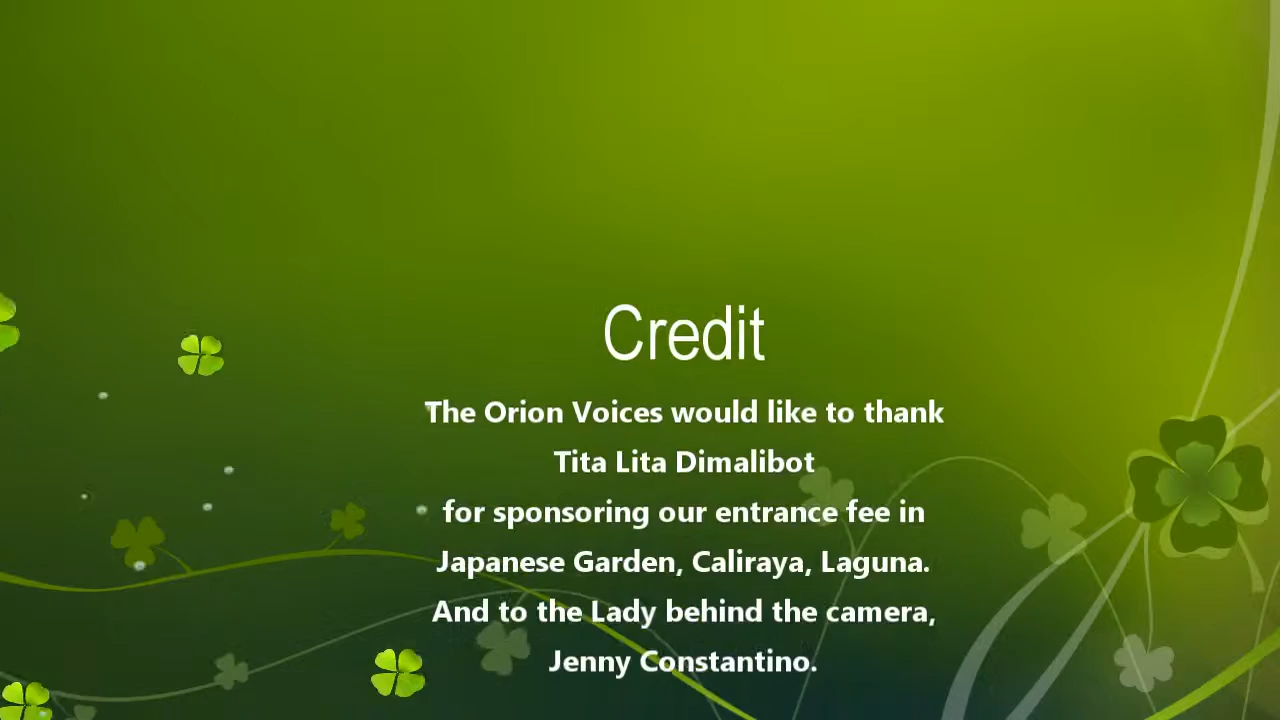 Credit
The Orion Voices would like to thank
Tita Lita Dimalibot
for sponsoring our entrance fee in
Japanese Garden, Caliraya, Laguna.
And to the Lady behind the camera,
Jenny Constantino.